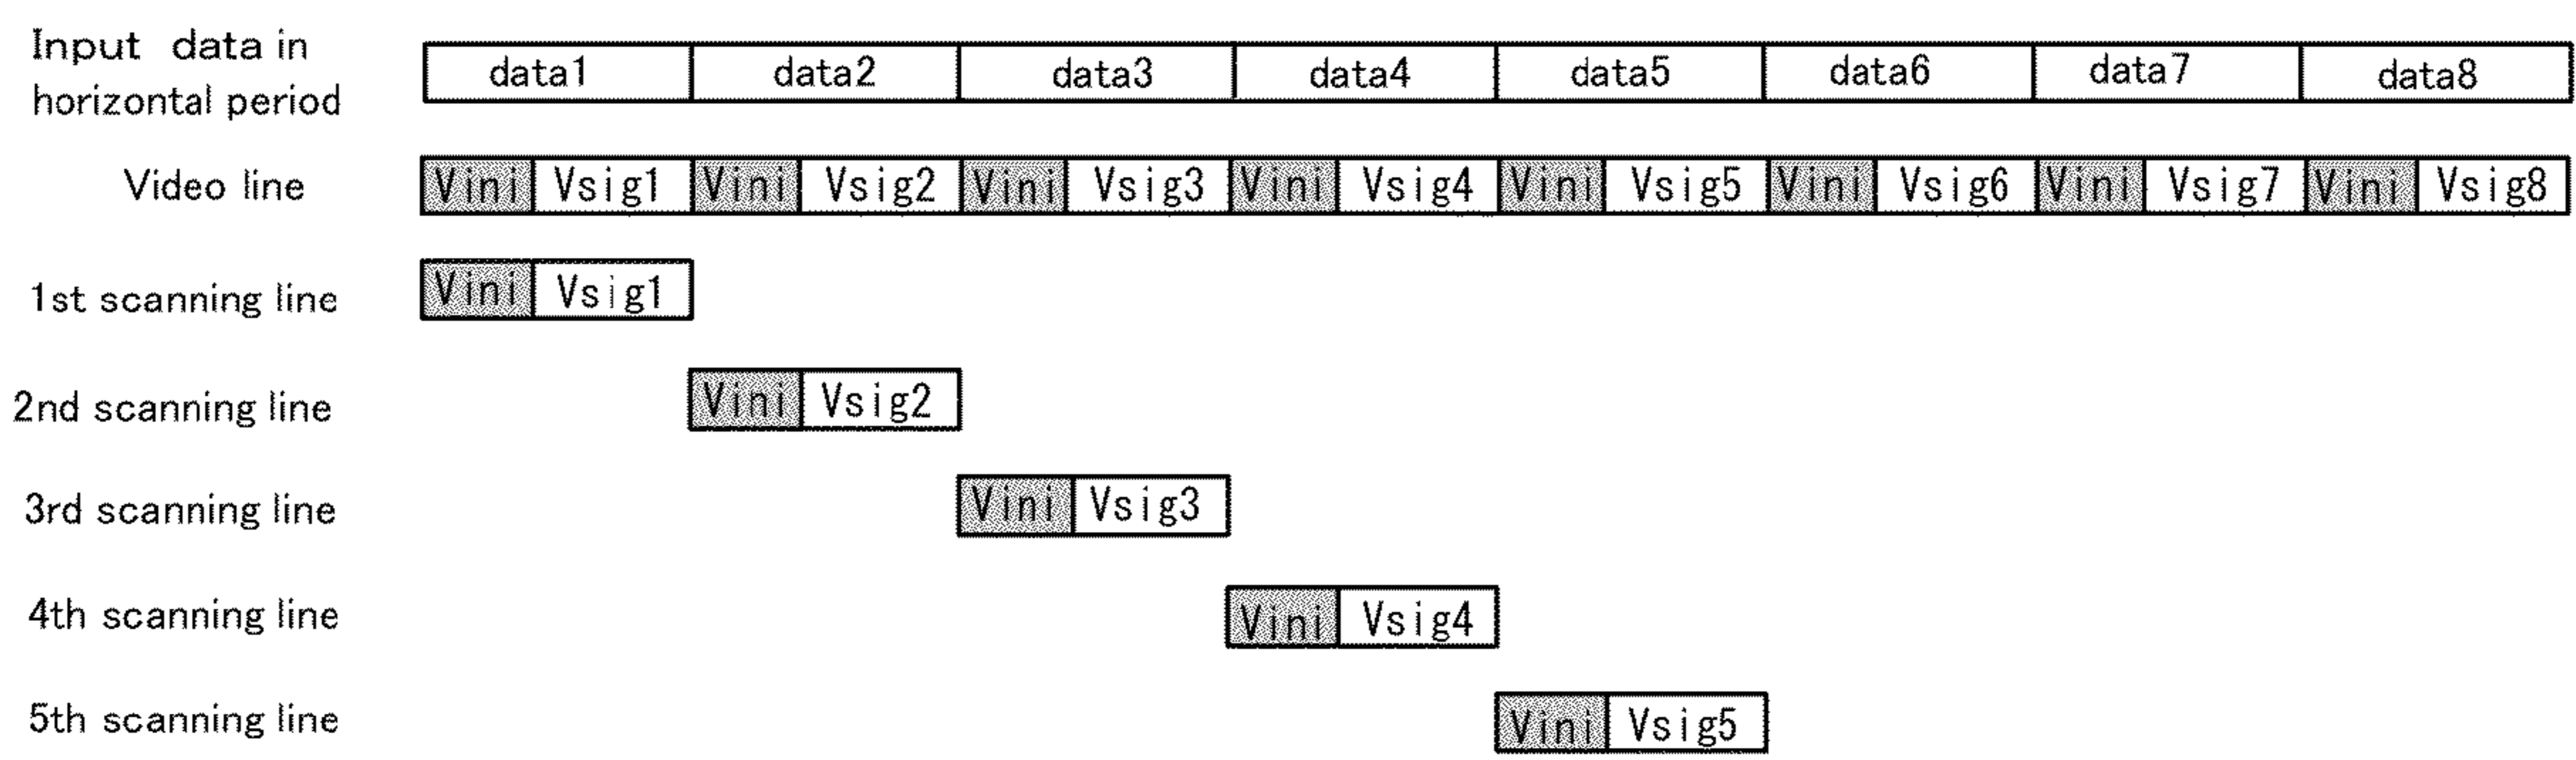 Input data in
horizontal period
data1 data2 data3 data4 data5 data6 data7 data8
Video line Vini Vsig1 Vini Vsig2 Vini Vsig3 Vini Vsig4 Vini Vsig5 Vini Vsig6 Vini Vsig7 Vini Vsig8
1st scanning line Vini Vsig1
2nd scanning line Vini Vsig2
3rd scanning line Vini Vsig3
4th scanning line Vini Vsig4
5th scanning line Vini Vsig5